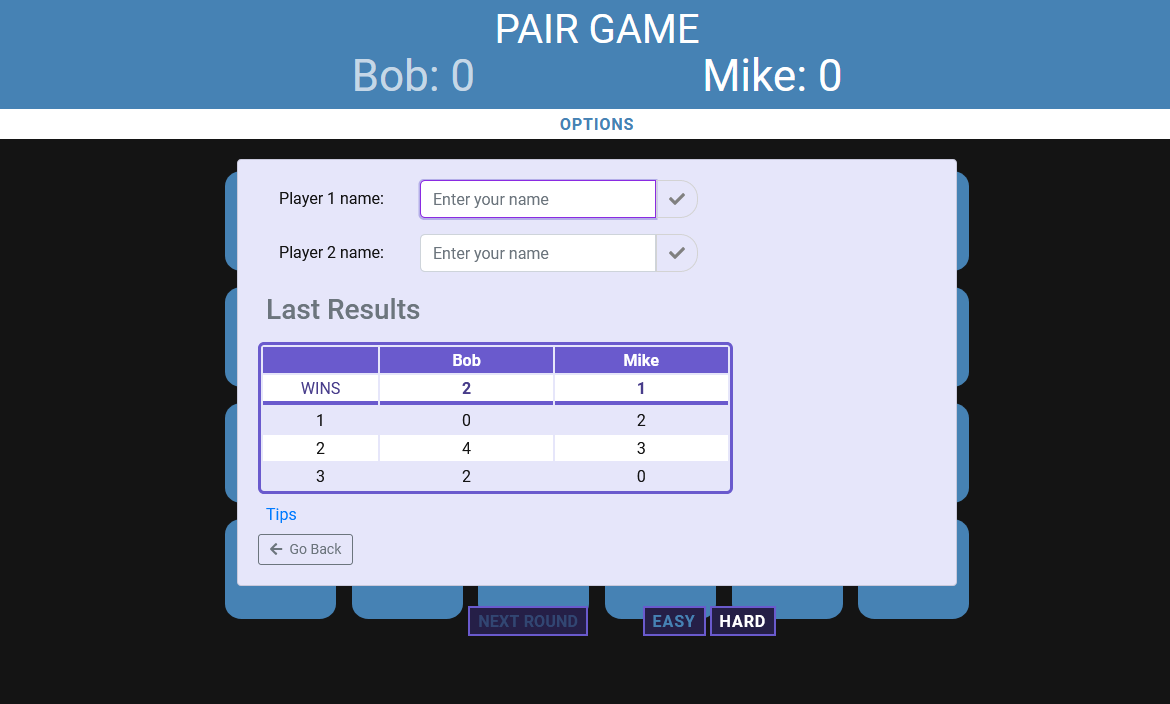 PAIR GAME
Bob: 0 Mike: 0
OPTIONS
Player 1 name: Enter your name
Player 2 name: Enter your name
Last Results
Bob Mike
WINS 2 1
1 0 2
2 4 3
3 2 0
Tips
Go Back
NEXT ROUND EASY HARD